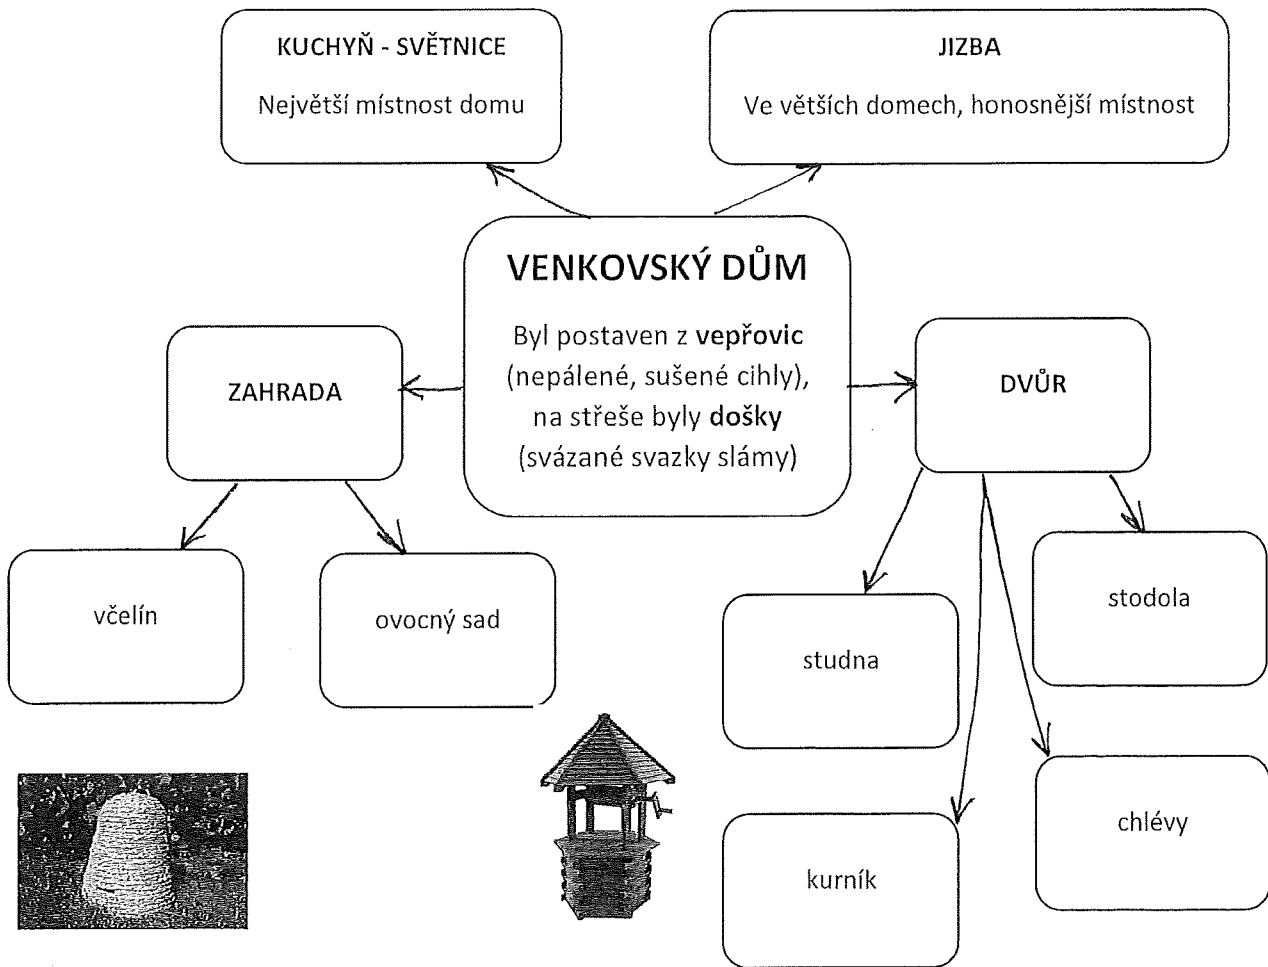 KUCHYŇ - SVĚTNICE
Největší místnost domu
JIZBA
Ve větších domech, honosnější místnost
VENKOVSKÝ DŮM
Byl postaven z vepřovic
(nepálené, sušené cihly),
na střeše byly došky
(svázané svazky slámy)
ZAHRADA
DVŮR
včelín
ovocný sad
studna
stodola
kurník
chlévy